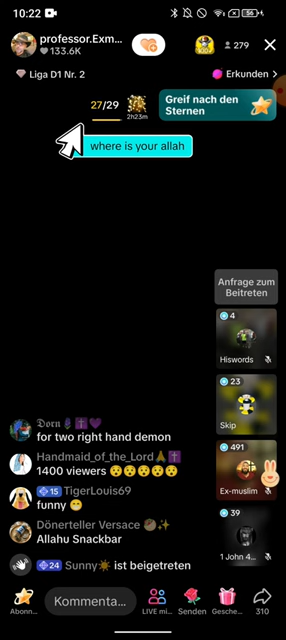 10:22
professor.Exm...
133.6K
279
Liga D1 Nr. 2
Erkunden >
27/29
2h23m
Greif nach den
Sternen
where is your allah
Anfrage zum
Beitreten
4
Hiswords
23
Skip
491
Ex-muslim
39
1 John 4...
𝕯𝖔𝖗𝖓
for two right hand demon
Handmaid_of_the_Lord
1400 viewers 😯😯😯😯😯
15 TigerLouis69
funny 😁
Dönerteller Versace
Allahu Snackbar
24 Sunny☀️ ist beigetreten
Abonn...
Kommenta...
LIVE mi...
Senden
Gesche...
310